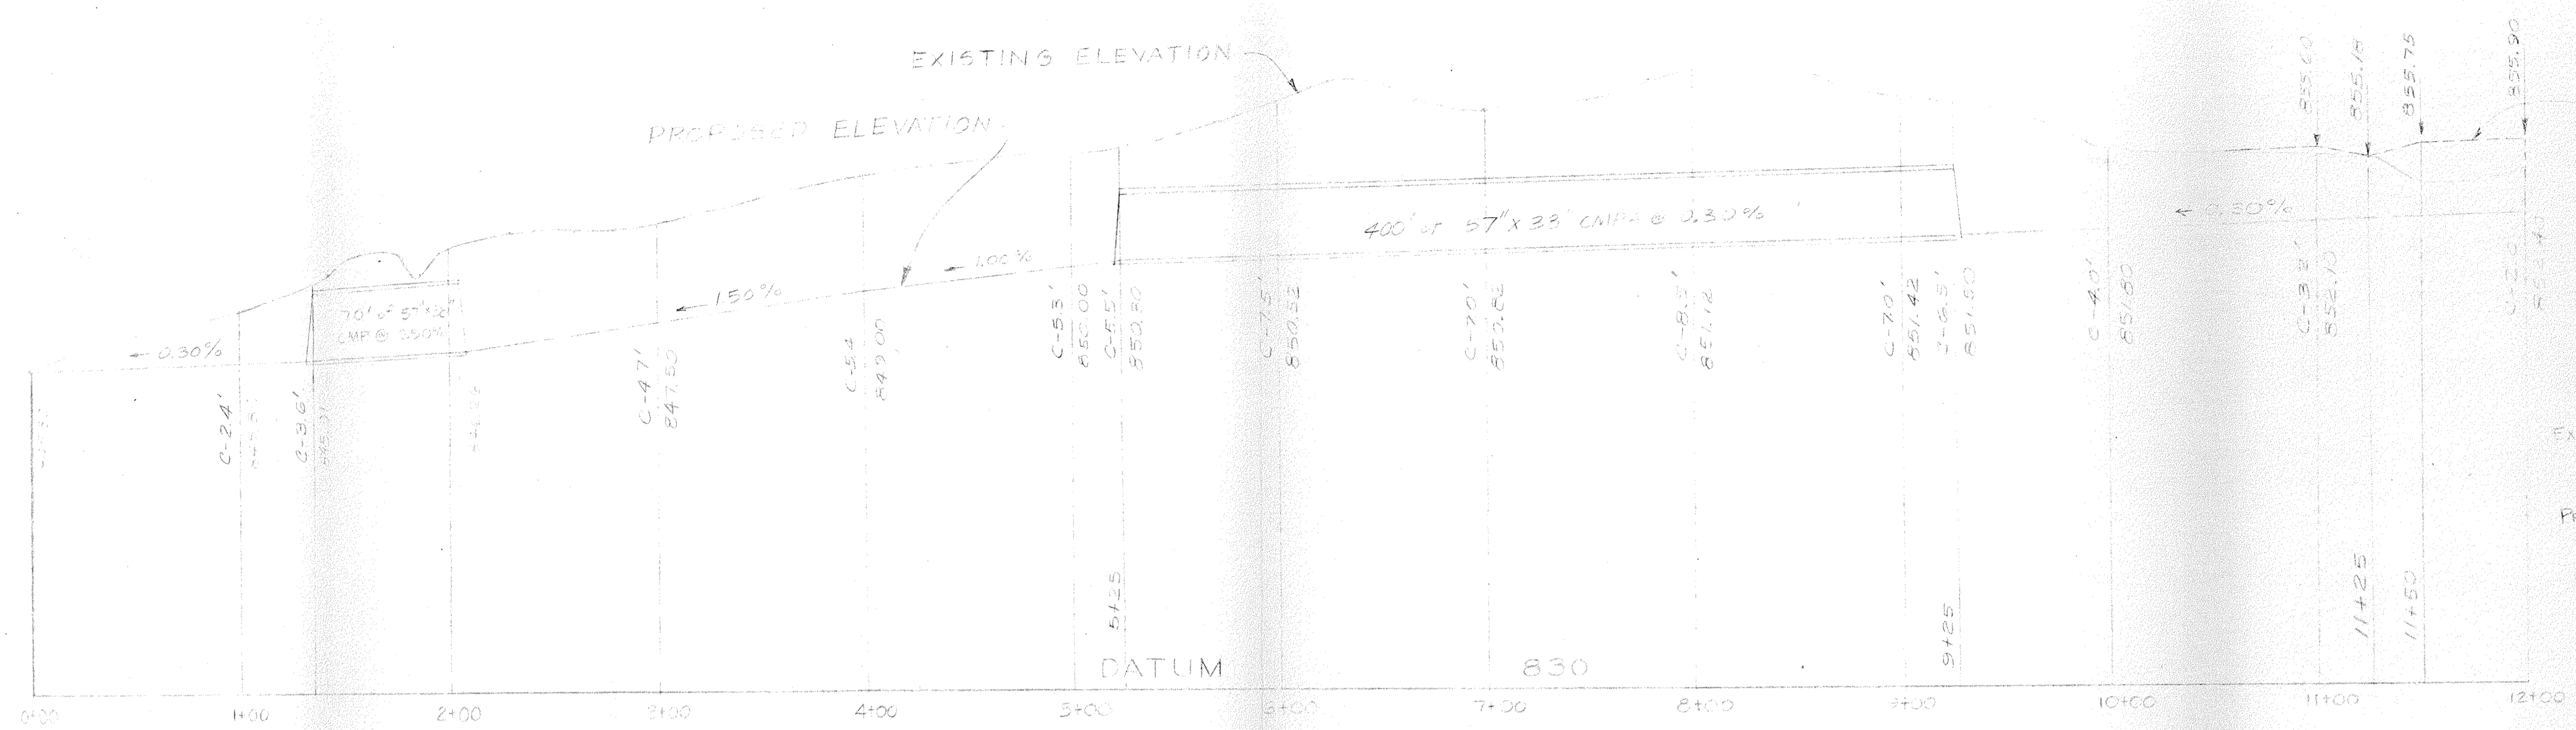 EXISTING ELEVATION
PROPOSED ELEVATION
855.60
855.18
855.75
855.90
← 0.30%
70' of 57"x
CMP @
← 1.50%
← 1.00%
400' of 57" X 33" CMPA @ 0.30%
← 0.30%
C-2.4'
C-3.6'
C-4.7'
847.50
C-5.4
849.00
C-5.3'
850.00
C-5.5'
850.30
C-7.5'
850.52
C-7.0'
850.82
C-8.5'
851.12
C-7.0'
851.42
C-6.5'
851.50
C-4.0'
851.80
C-3.2'
852.10
852.40
5+25
9+25
11+25
11+50
DATUM 830
0+00 1+00 2+00 3+00 4+00 5+00 6+00 7+00 8+00 9+00 10+00 11+00 12+00